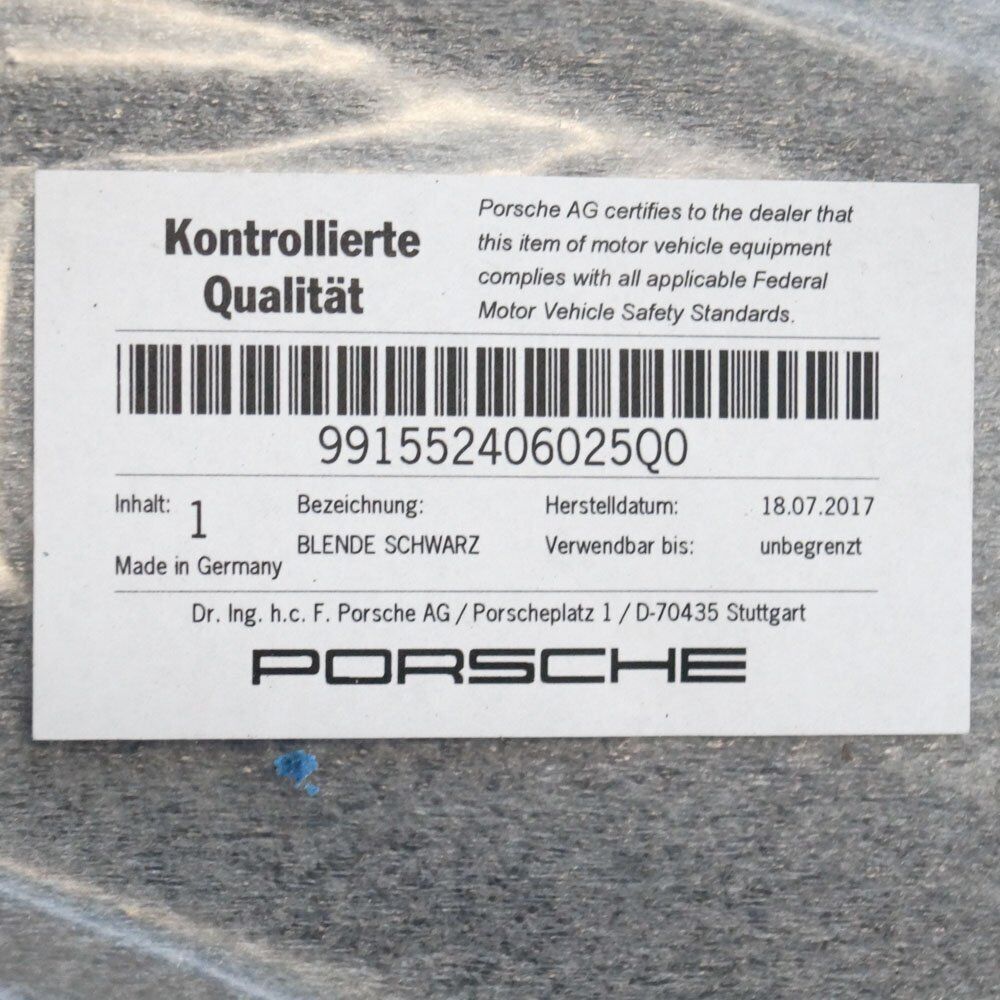 Kontrollierte
Qualität
Porsche AG certifies to the dealer that
this item of motor vehicle equipment
complies with all applicable Federal
Motor Vehicle Safety Standards.
991552406025Q0
Inhalt: 1
Made in Germany
Bezeichnung:
BLENDE SCHWARZ
Herstelldatum: 18.07.2017
Verwendbar bis: unbegrenzt
Dr. Ing. h.c. F. Porsche AG / Porscheplatz 1 / D-70435 Stuttgart
PORSCHE